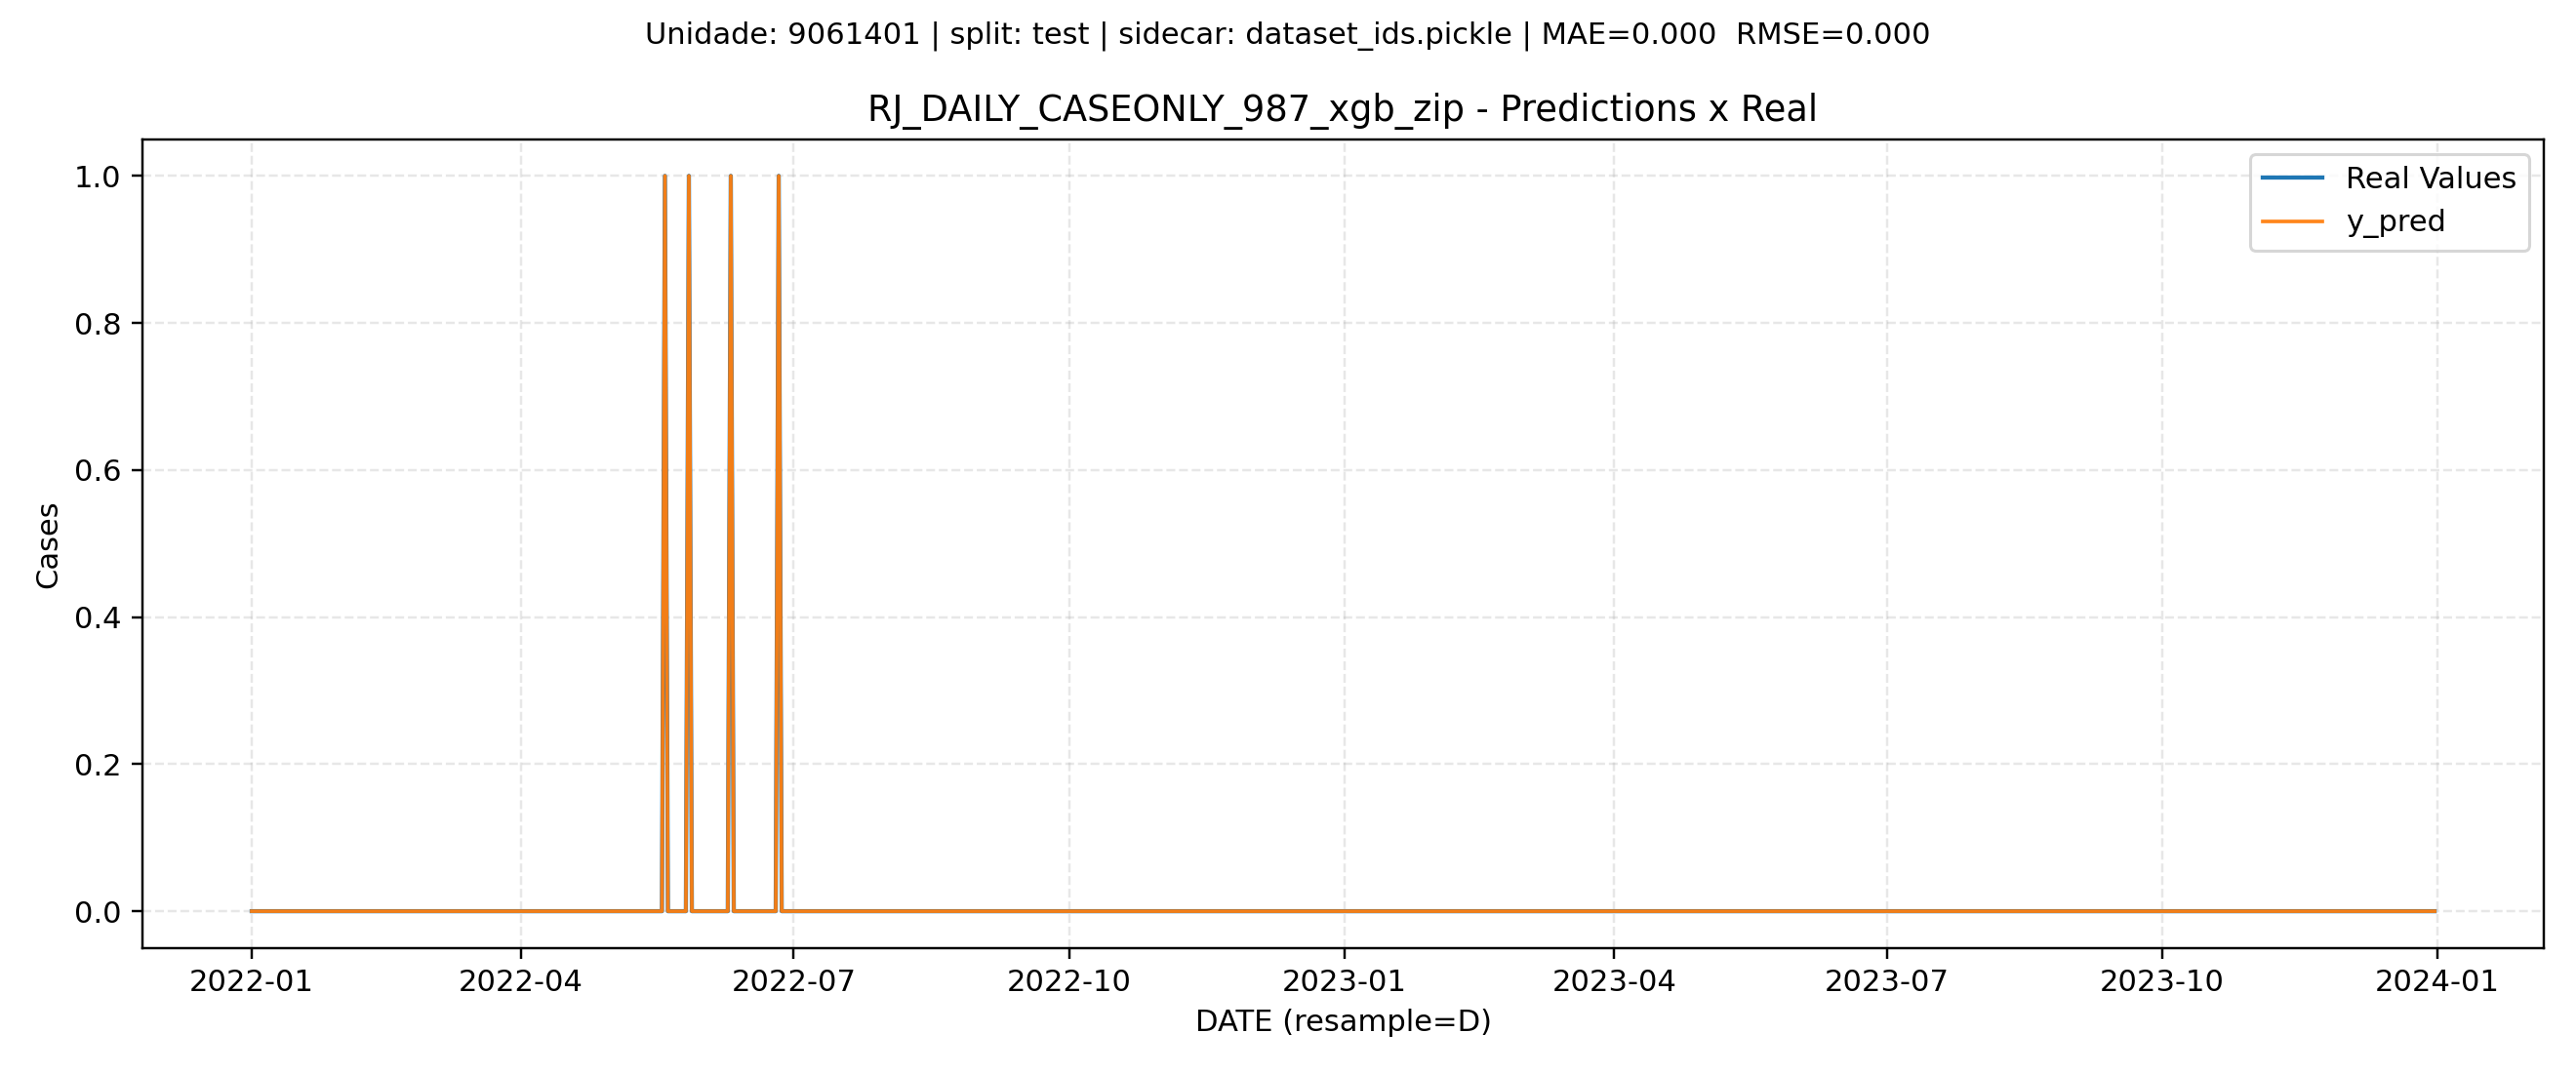 Unidade: 9061401 | split: test | sidecar: dataset_ids.pickle | MAE=0.000  RMSE=0.000
RJ_DAILY_CASEONLY_987_xgb_zip - Predictions x Real
Real Values
y_pred
Cases
1.0
0.8
0.6
0.4
0.2
0.0
2022-01 2022-04 2022-07 2022-10 2023-01 2023-04 2023-07 2023-10 2024-01
DATE (resample=D)